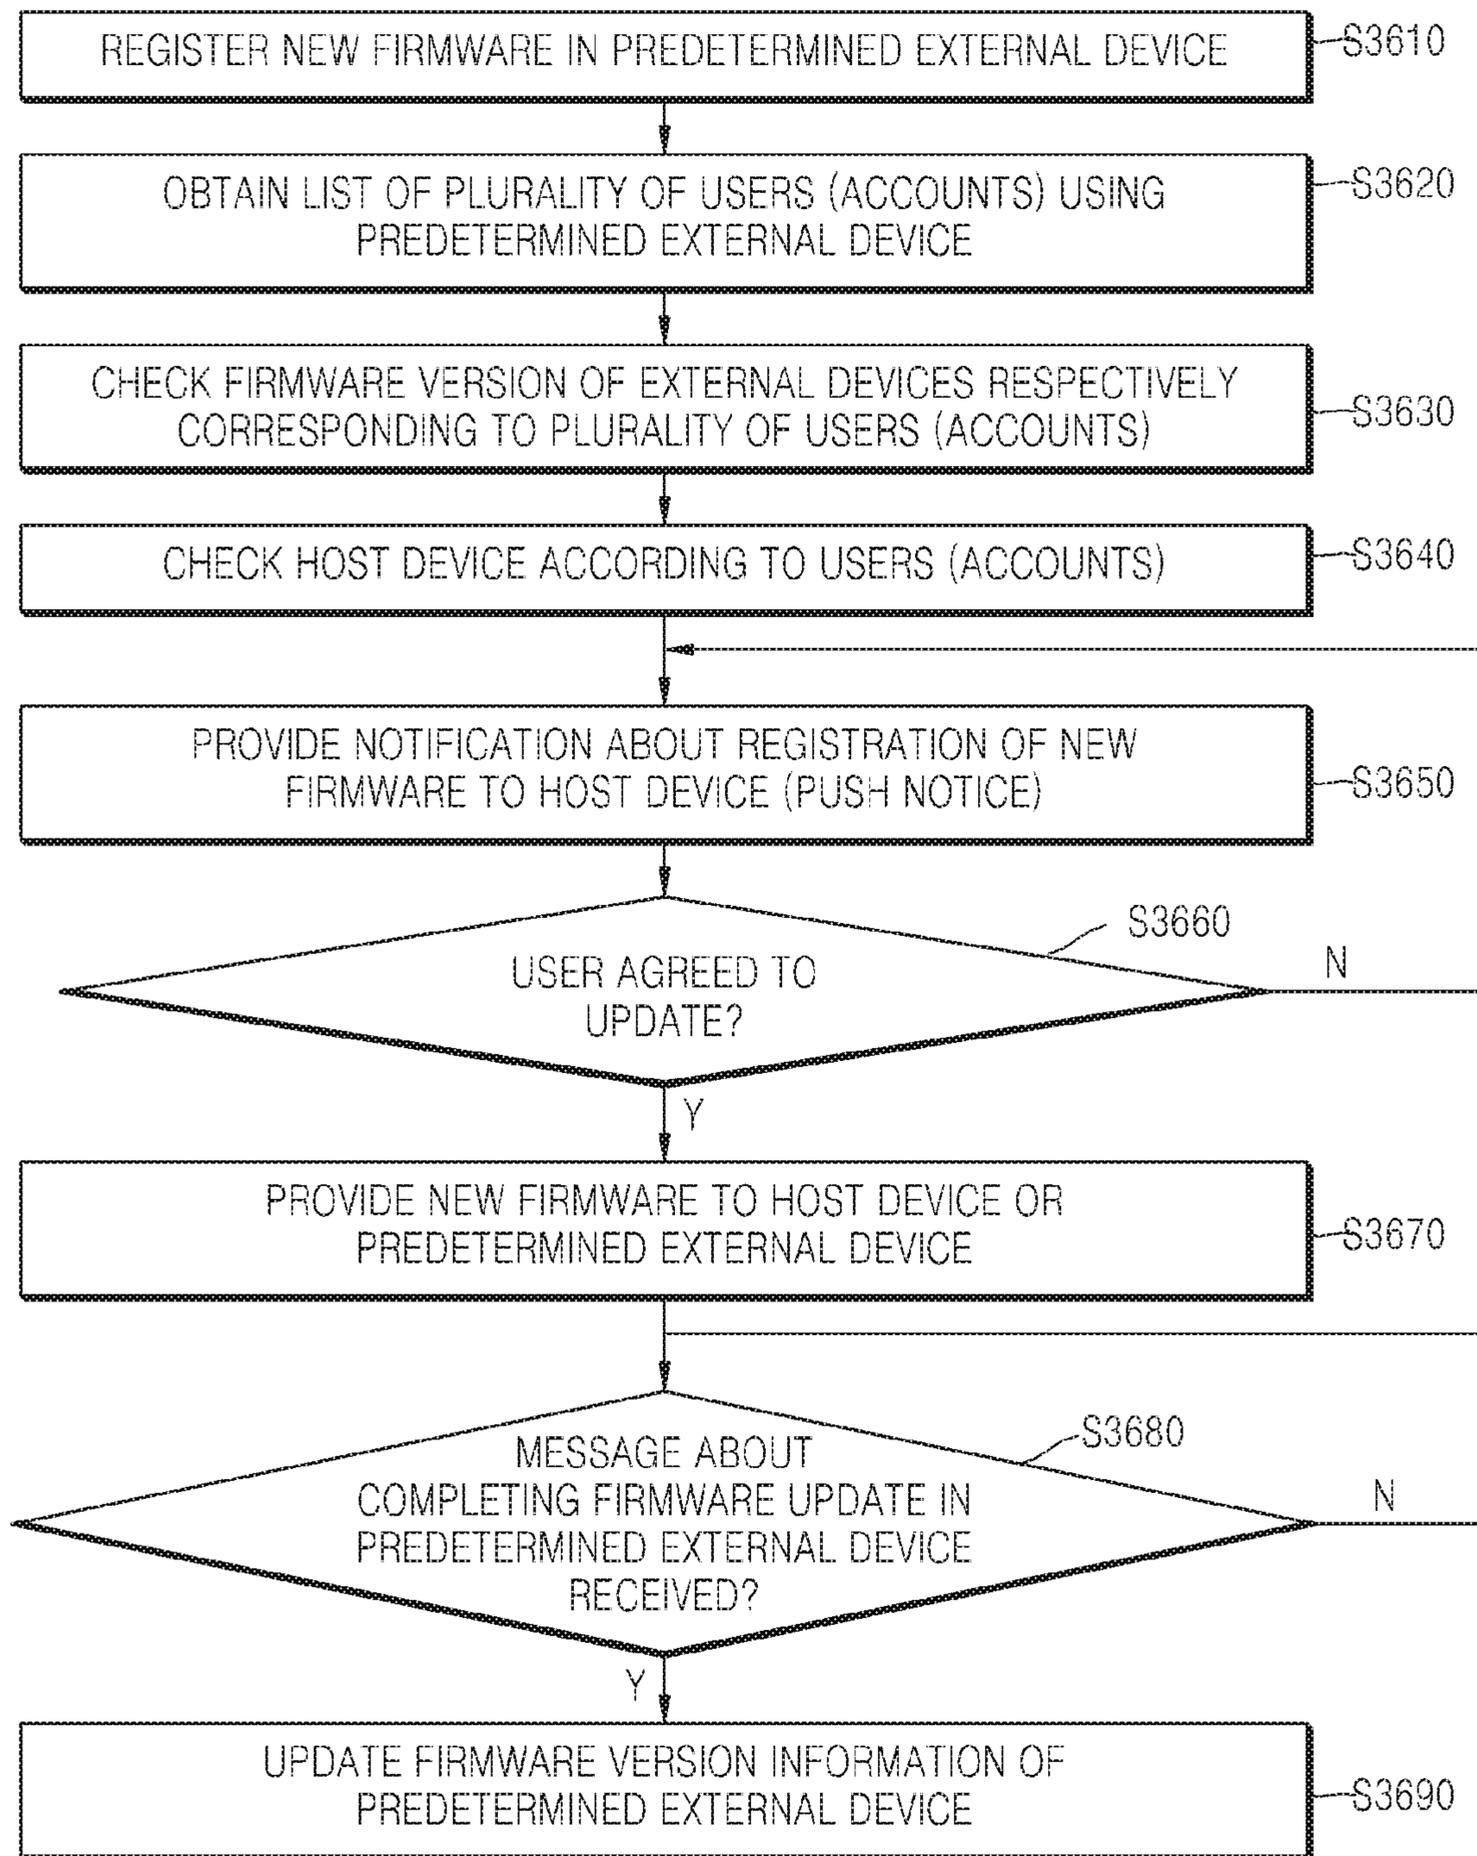 REGISTER NEW FIRMWARE IN PREDETERMINED EXTERNAL DEVICE
S3610
OBTAIN LIST OF PLURALITY OF USERS (ACCOUNTS) USING
PREDETERMINED EXTERNAL DEVICE
S3620
CHECK FIRMWARE VERSION OF EXTERNAL DEVICES RESPECTIVELY
CORRESPONDING TO PLURALITY OF USERS (ACCOUNTS)
S3630
CHECK HOST DEVICE ACCORDING TO USERS (ACCOUNTS)
S3640
PROVIDE NOTIFICATION ABOUT REGISTRATION OF NEW
FIRMWARE TO HOST DEVICE (PUSH NOTICE)
S3650
S3660
USER AGREED TO
UPDATE?
N
Y
PROVIDE NEW FIRMWARE TO HOST DEVICE OR
PREDETERMINED EXTERNAL DEVICE
S3670
S3680
MESSAGE ABOUT
COMPLETING FIRMWARE UPDATE IN
PREDETERMINED EXTERNAL DEVICE
RECEIVED?
N
Y
UPDATE FIRMWARE VERSION INFORMATION OF
PREDETERMINED EXTERNAL DEVICE
S3690